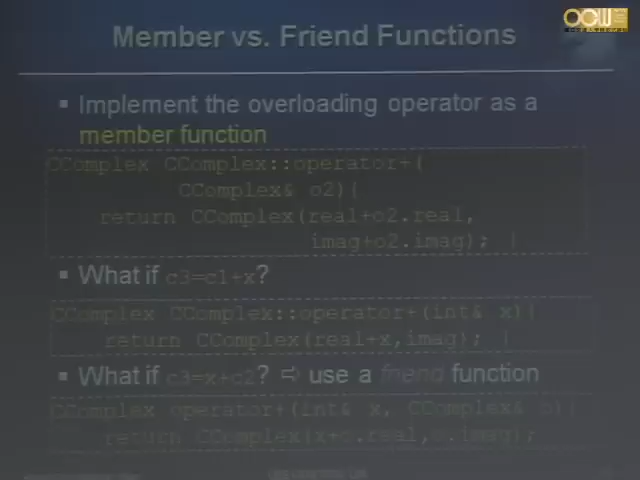 OCW
Member vs. Friend Functions
▪ Implement the overloading operator as a
member function
CComplex CComplex::operator+(
CComplex& o2){
return CComplex(real+o2.real,
imag+o2.imag); }
▪ What if c3=c1+x?
CComplex CComplex::operator+(int& x){
return CComplex(real+x,imag); }
▪ What if c3=x+c2? ⇨ use a friend function
CComplex operator+(int& x, CComplex& o){
return CComplex(x+o.real,o.imag);